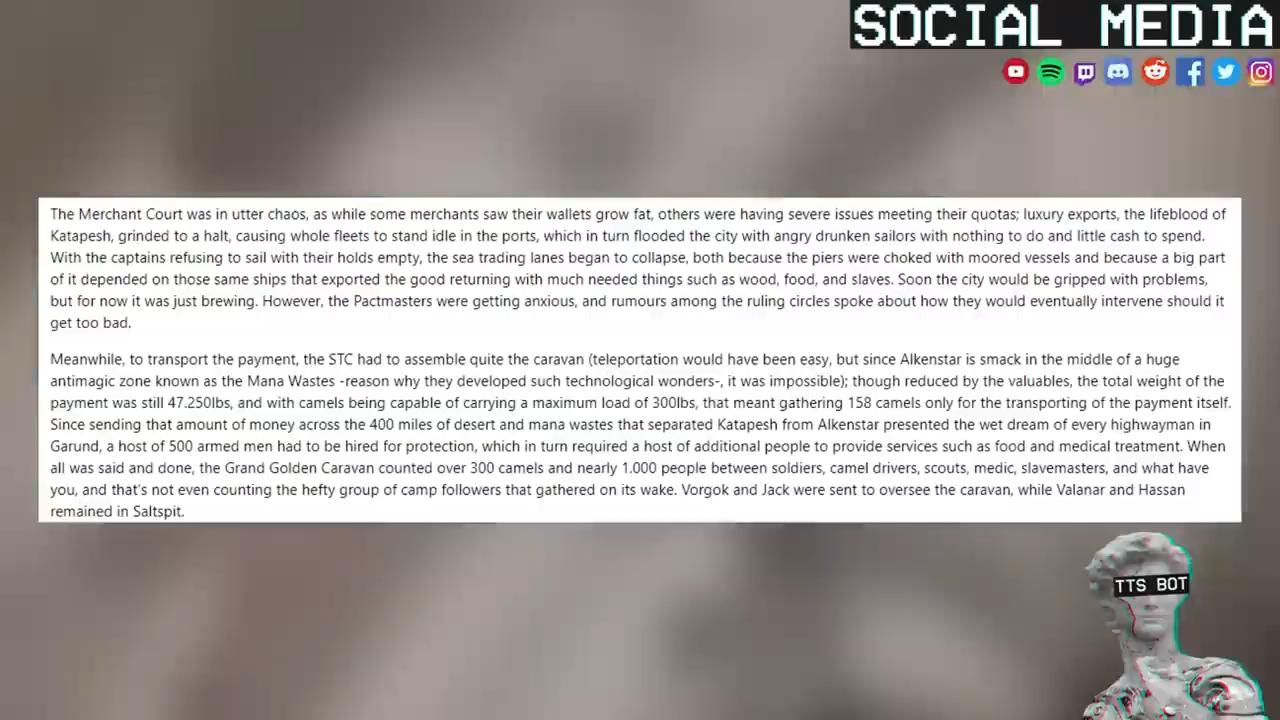 SOCIAL MEDIA
The Merchant Court was in utter chaos, as while some merchants saw their wallets grow fat, others were having severe issues meeting their quotas; luxury exports, the lifeblood of
Katapesh, grinded to a halt, causing whole fleets to stand idle in the ports, which in turn flooded the city with angry drunken sailors with nothing to do and little cash to spend.
With the captains refusing to sail with their holds empty, the sea trading lanes began to collapse, both because the piers were choked with moored vessels and because a big part
of it depended on those same ships that exported the good returning with much needed things such as wood, food, and slaves. Soon the city would be gripped with problems,
but for now it was just brewing. However, the Pactmasters were getting anxious, and rumours among the ruling circles spoke about how they would eventually intervene should it
get too bad.
Meanwhile, to transport the payment, the STC had to assemble quite the caravan (teleportation would have been easy, but since Alkenstar is smack in the middle of a huge
antimagic zone known as the Mana Wastes -reason why they developed such technological wonders-, it was impossible); though reduced by the valuables, the total weight of the
payment was still 47.250lbs, and with camels being capable of carrying a maximum load of 300lbs, that meant gathering 158 camels only for the transporting of the payment itself.
Since sending that amount of money across the 400 miles of desert and mana wastes that separated Katapesh from Alkenstar presented the wet dream of every highwayman in
Garund, a host of 500 armed men had to be hired for protection, which in turn required a host of additional people to provide services such as food and medical treatment. When
all was said and done, the Grand Golden Caravan counted over 300 camels and nearly 1.000 people between soldiers, camel drivers, scouts, medic, slavemasters, and what have
you, and that's not even counting the hefty group of camp followers that gathered on its wake. Vorgok and Jack were sent to oversee the caravan, while Valanar and Hassan
remained in Saltspit.
TTS BOT